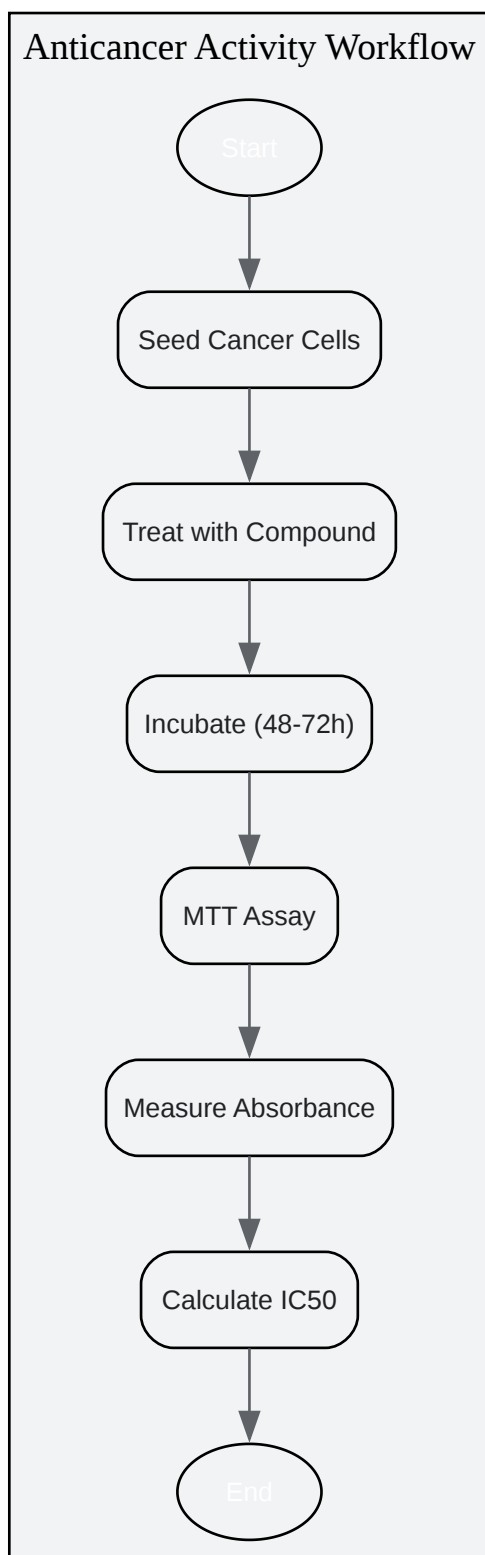 Anticancer Activity Workflow
Start
Seed Cancer Cells
Treat with Compound
Incubate (48-72h)
MTT Assay
Measure Absorbance
Calculate IC50
End